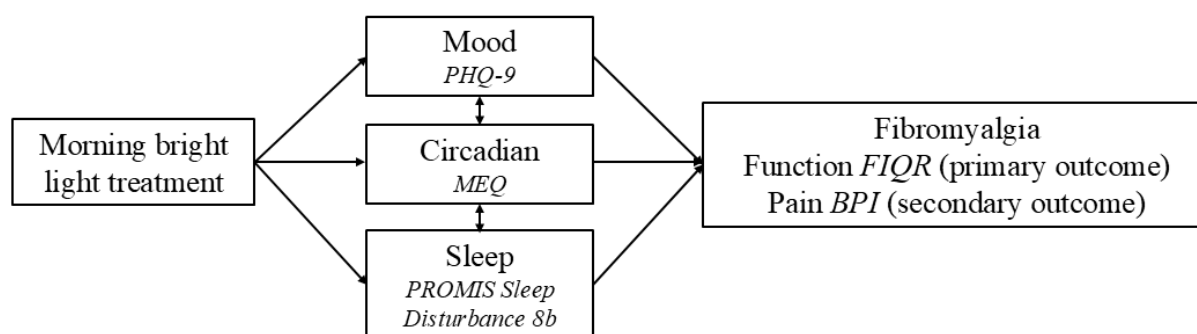 Morning bright
light treatment
Mood
PHQ-9
Circadian
MEQ
Sleep
PROMIS Sleep
Disturbance 8b
Fibromyalgia
Function FIQR (primary outcome)
Pain BPI (secondary outcome)